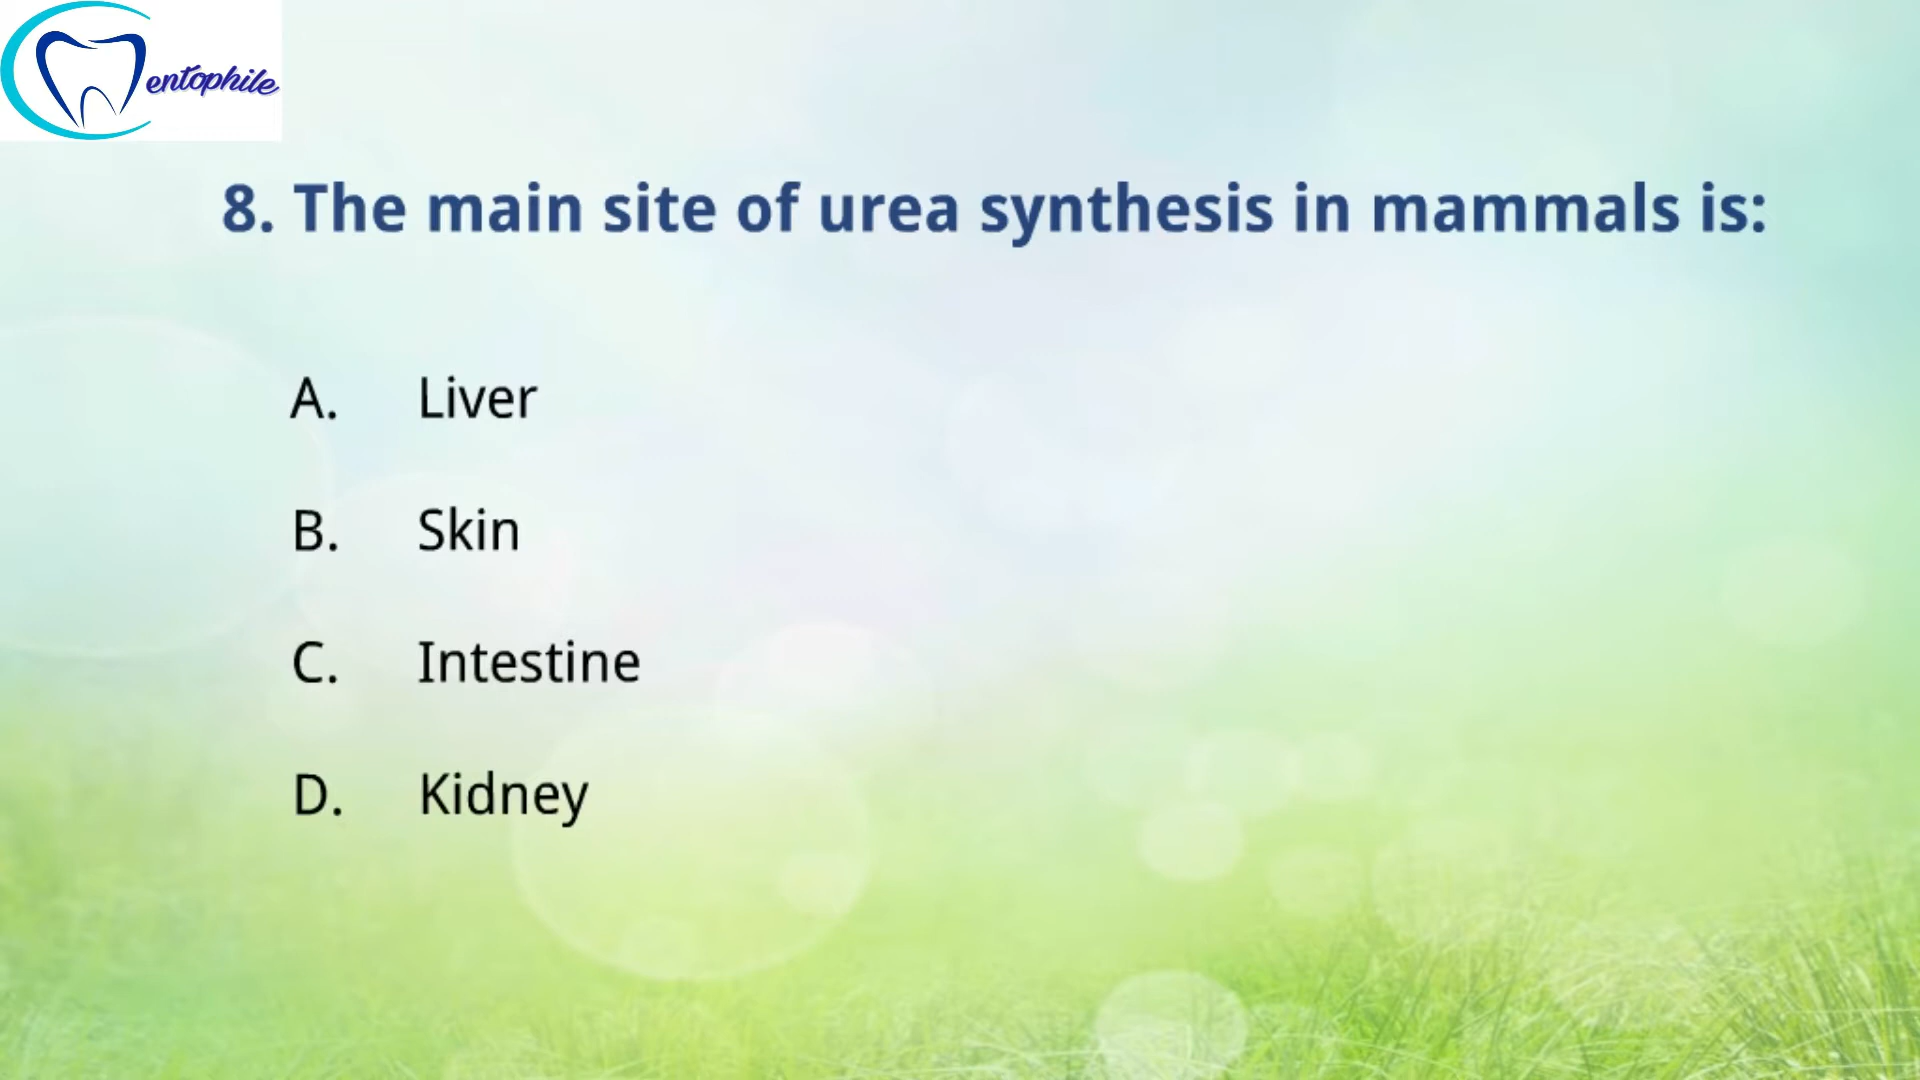 entophile
8. The main site of urea synthesis in mammals is:
A. Liver
B. Skin
C. Intestine
D. Kidney